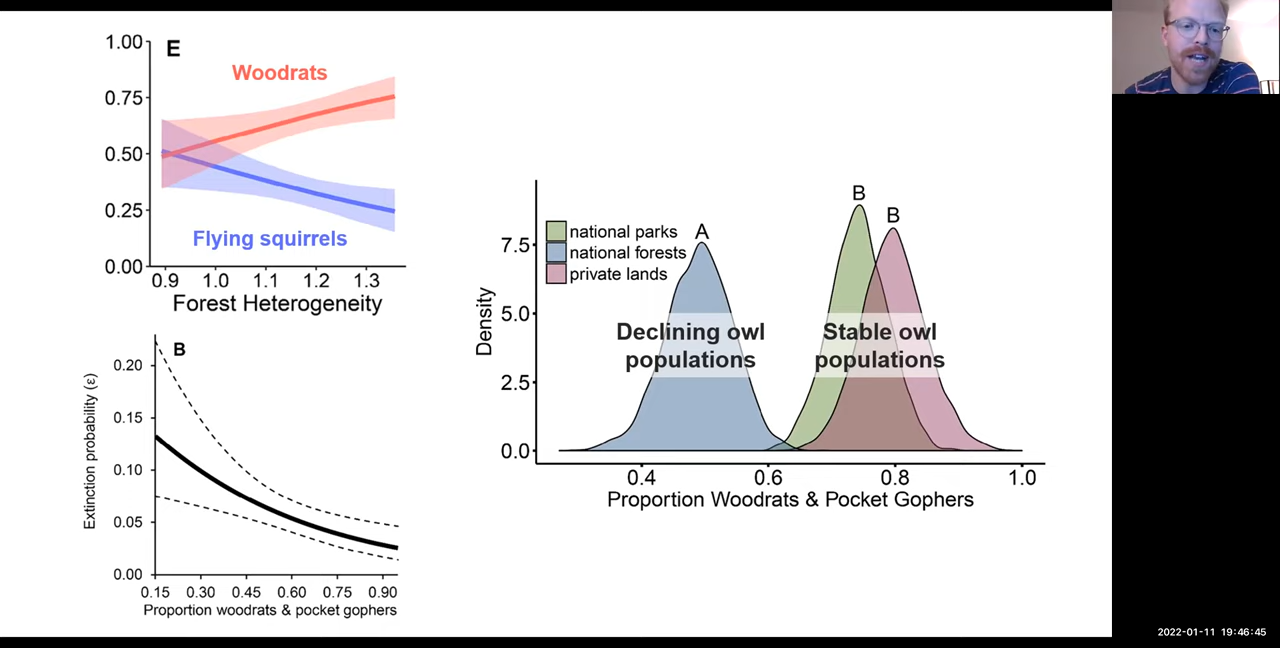 E
1.00
0.75
0.50
0.25
0.00
Woodrats
Flying squirrels
0.9 1.0 1.1 1.2 1.3
Forest Heterogeneity
B
Extinction probability (ε)
0.20
0.15
0.10
0.05
0.00
0.15 0.30 0.45 0.60 0.75 0.90
Proportion woodrats & pocket gophers
national parks
national forests
private lands
A
B
B
Density
7.5
5.0
2.5
0.0
Declining owl
populations
Stable owl
populations
0.4 0.6 0.8 1.0
Proportion Woodrats & Pocket Gophers
2022-01-11 19:46:45